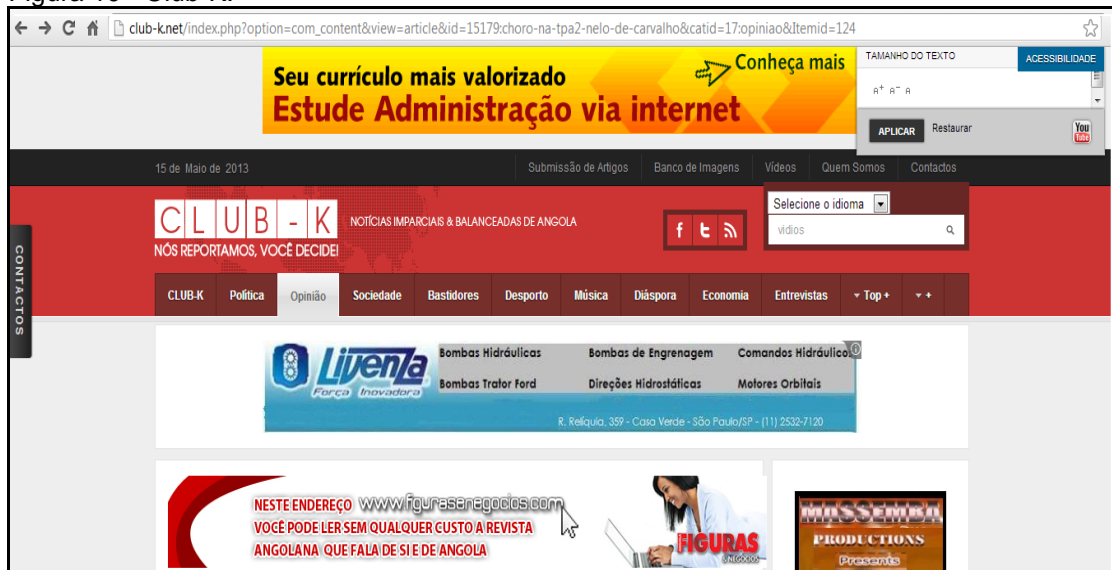 club-k.net/index.php?option=com_content&view=article&id=15179:choro-na-tpa2-nelo-de-carvalho&catid=17:opiniao&Itemid=124
Seu currículo mais valorizado
Estude Administração via internet
Conheça mais
TAMANHO DO TEXTO
ACESSIBILIDADE
A+ A- A
APLICAR Restaurar
You Tube
15 de Maio de 2013 Submissão de Artigos Banco de Imagens Vídeos Quem Somos Contactos
CLUB-K
NOTÍCIAS IMPARCIAIS & BALANCEADAS DE ANGOLA
NÓS REPORTAMOS, VOCÊ DECIDE!
Selecione o idioma
vidios
CONTACTOS
CLUB-K Política Opinião Sociedade Bastidores Desporto Música Diáspora Economia Entrevistas Top + +
Livenza
Força Inovadora
Bombas Hidráulicas Bombas de Engrenagem Comandos Hidráulico
Bombas Trator Ford Direções Hidrostáticas Motores Orbitais
R. Relíquia, 359 - Casa Verde - São Paulo/SP - (11) 2532-7120
NESTE ENDEREÇO www.figurasenegocios.com
VOCÊ PODE LER SEM QUALQUER CUSTO A REVISTA
ANGOLANA QUE FALA DE SI E DE ANGOLA
FIGURAS
&NEGÓCIOS
MASSEMBA
PRODUCTIONS
Presents